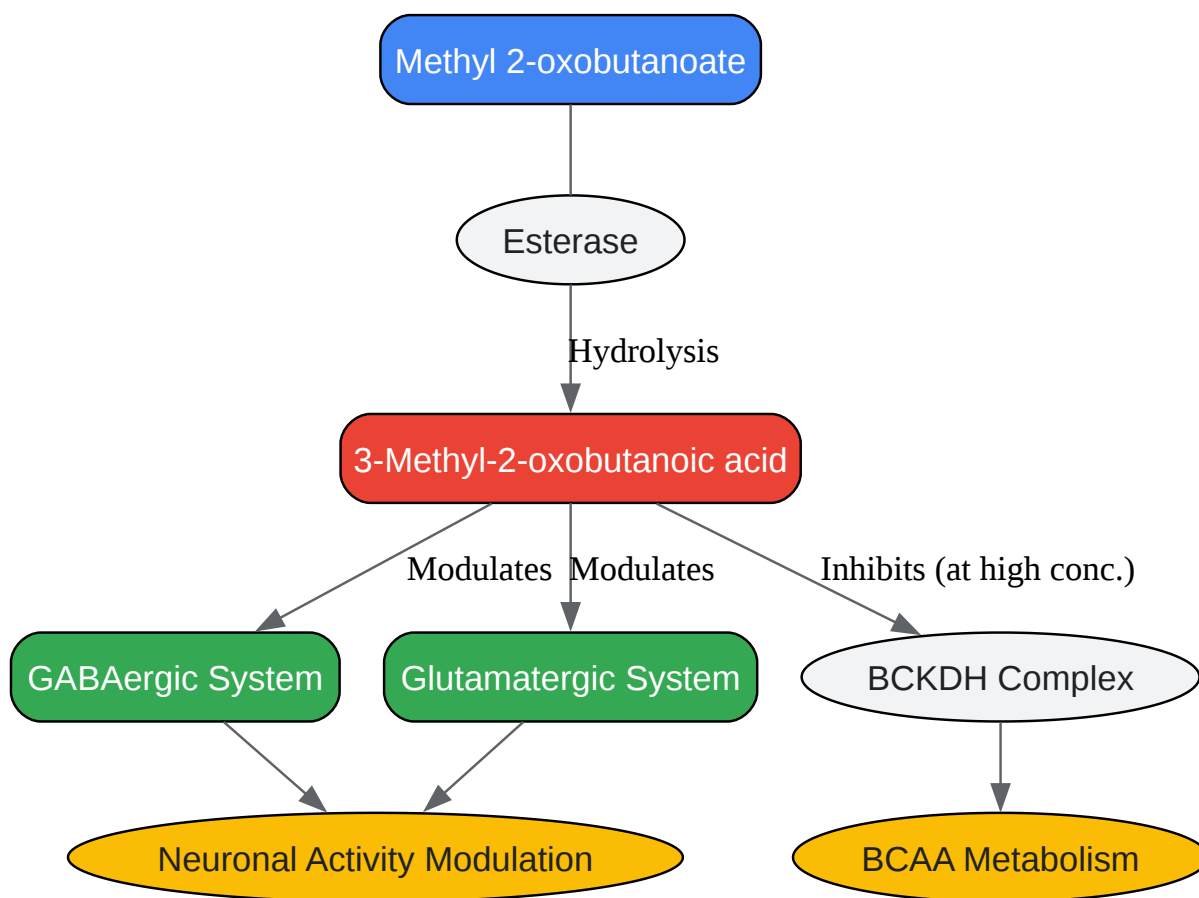 Methyl 2-oxobutanoate
Esterase
Hydrolysis
3-Methyl-2-oxobutanoic acid
Modulates
Modulates
Inhibits (at high conc.)
GABAergic System
Glutamatergic System
BCKDH Complex
Neuronal Activity Modulation
BCAA Metabolism